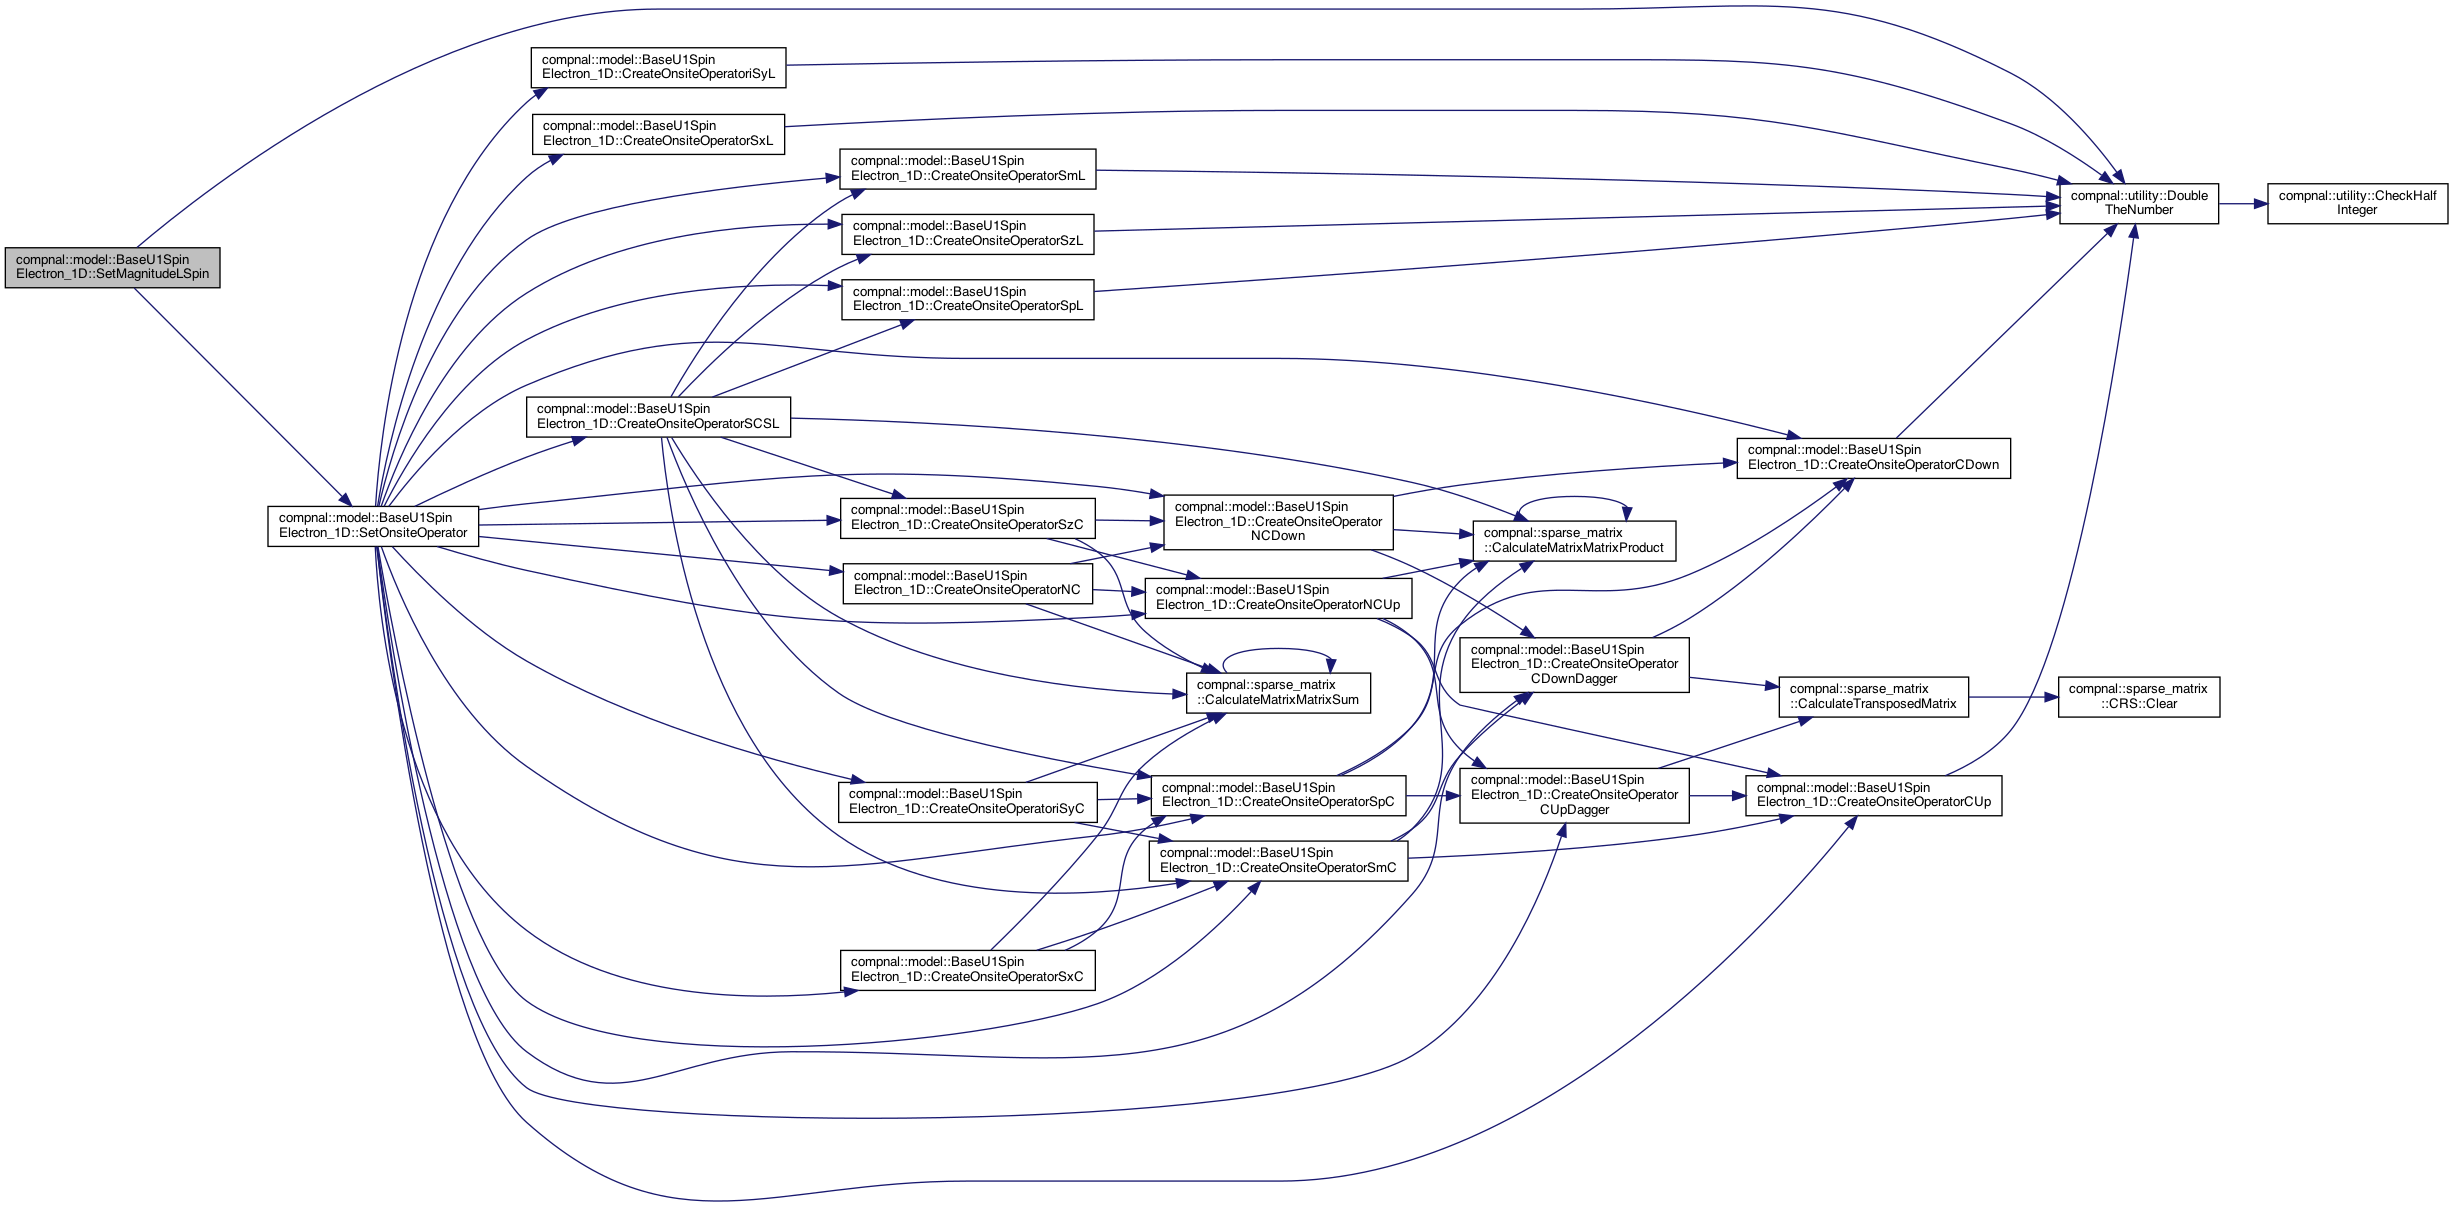 compnal::model::BaseU1Spin
Electron_1D::SetMagnitudeLSpin
compnal::model::BaseU1Spin
Electron_1D::SetOnsiteOperator
compnal::model::BaseU1Spin
Electron_1D::CreateOnsiteOperatoriSyL
compnal::model::BaseU1Spin
Electron_1D::CreateOnsiteOperatorSxL
compnal::model::BaseU1Spin
Electron_1D::CreateOnsiteOperatorSCSL
compnal::model::BaseU1Spin
Electron_1D::CreateOnsiteOperatorSmL
compnal::model::BaseU1Spin
Electron_1D::CreateOnsiteOperatorSzL
compnal::model::BaseU1Spin
Electron_1D::CreateOnsiteOperatorSpL
compnal::model::BaseU1Spin
Electron_1D::CreateOnsiteOperatorSzC
compnal::model::BaseU1Spin
Electron_1D::CreateOnsiteOperatorNC
compnal::model::BaseU1Spin
Electron_1D::CreateOnsiteOperatoriSyC
compnal::model::BaseU1Spin
Electron_1D::CreateOnsiteOperatorSxC
compnal::model::BaseU1Spin
Electron_1D::CreateOnsiteOperator
NCDown
compnal::model::BaseU1Spin
Electron_1D::CreateOnsiteOperatorNCUp
compnal::sparse_matrix
::CalculateMatrixMatrixSum
compnal::model::BaseU1Spin
Electron_1D::CreateOnsiteOperatorSpC
compnal::model::BaseU1Spin
Electron_1D::CreateOnsiteOperatorSmC
compnal::sparse_matrix
::CalculateMatrixMatrixProduct
compnal::model::BaseU1Spin
Electron_1D::CreateOnsiteOperator
CDownDagger
compnal::model::BaseU1Spin
Electron_1D::CreateOnsiteOperator
CUpDagger
compnal::model::BaseU1Spin
Electron_1D::CreateOnsiteOperatorCDown
compnal::sparse_matrix
::CalculateTransposedMatrix
compnal::model::BaseU1Spin
Electron_1D::CreateOnsiteOperatorCUp
compnal::utility::Double
TheNumber
compnal::sparse_matrix
::CRS::Clear
compnal::utility::CheckHalf
Integer